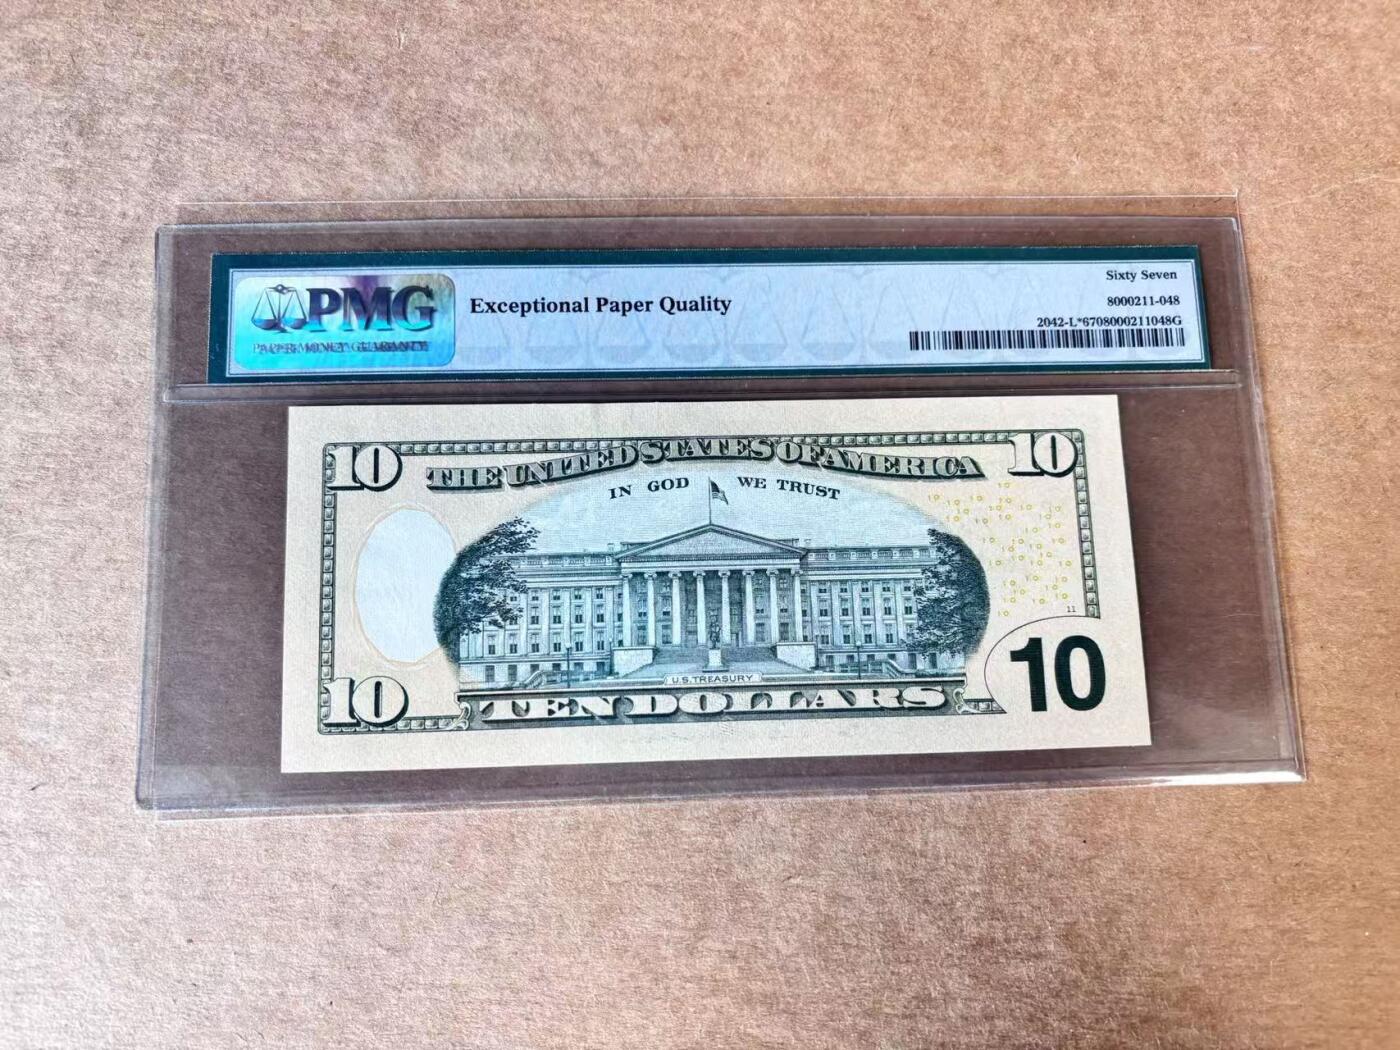 PMG
PAPER MONEY GUARANTY
Exceptional Paper Quality
Sixty Seven
8000211-048
2042-L*6708000211048G
10
THE UNITED STATES OF AMERICA
10
IN GOD WE TRUST
U.S. TREASURY
11
10
TEN DOLLARS
10